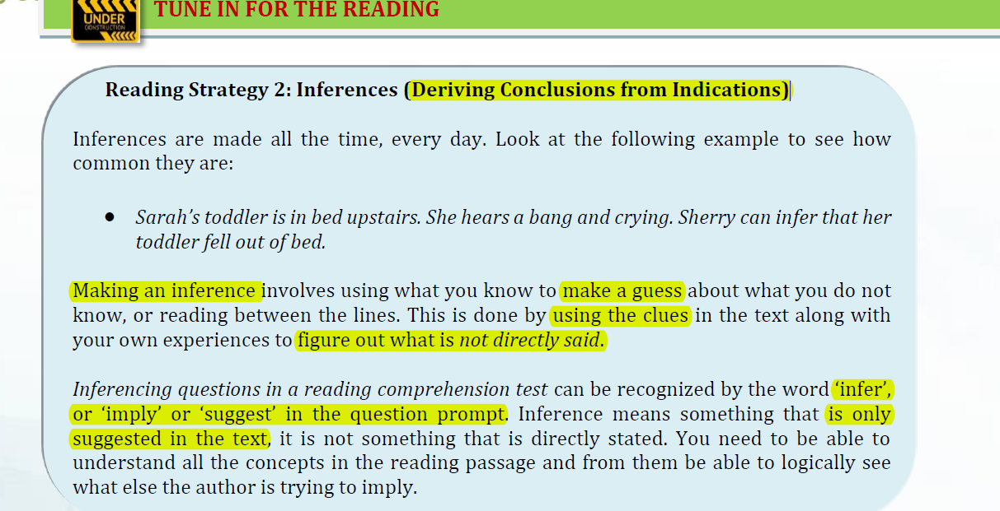 TUNE IN FOR THE READING
UNDER
CONSTRUCTION
Reading Strategy 2: Inferences (Deriving Conclusions from Indications)
Inferences are made all the time, every day. Look at the following example to see how
common they are:
● Sarah’s toddler is in bed upstairs. She hears a bang and crying. Sherry can infer that her
toddler fell out of bed.
Making an inference involves using what you know to make a guess about what you do not
know, or reading between the lines. This is done by using the clues in the text along with
your own experiences to figure out what is not directly said.
Inferencing questions in a reading comprehension test can be recognized by the word ‘infer’,
or ‘imply’ or ‘suggest’ in the question prompt. Inference means something that is only
suggested in the text, it is not something that is directly stated. You need to be able to
understand all the concepts in the reading passage and from them be able to logically see
what else the author is trying to imply.